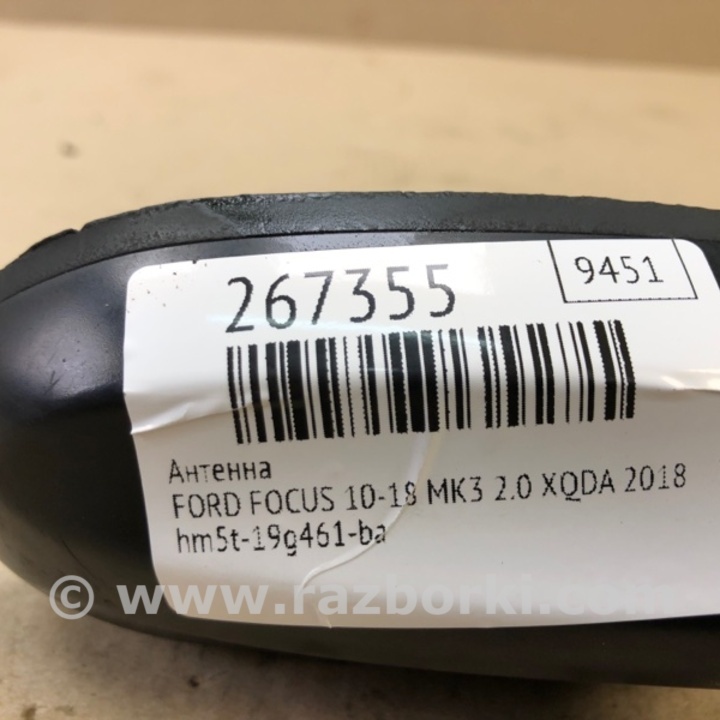 267355
9451
Антенна
FORD FOCUS 10-18 MK3 2.0 XQDA 2018
hm5t-19g461-ba
© www.razborki.com